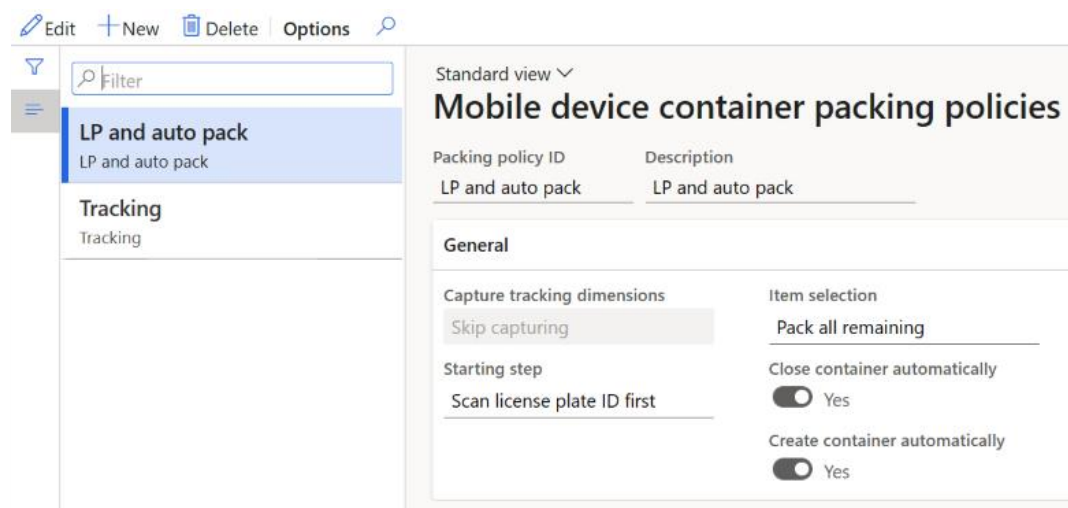 Edit New Delete Options
Filter
LP and auto pack
LP and auto pack
Tracking
Tracking
Standard view
Mobile device container packing policies
Packing policy ID Description
LP and auto pack LP and auto pack
General
Capture tracking dimensions Item selection
Skip capturing Pack all remaining
Starting step Close container automatically
Scan license plate ID first Yes
Create container automatically
Yes